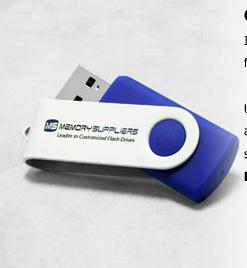 MS MEMORY SUPPLIERS
Leader in Customized Flash Drives